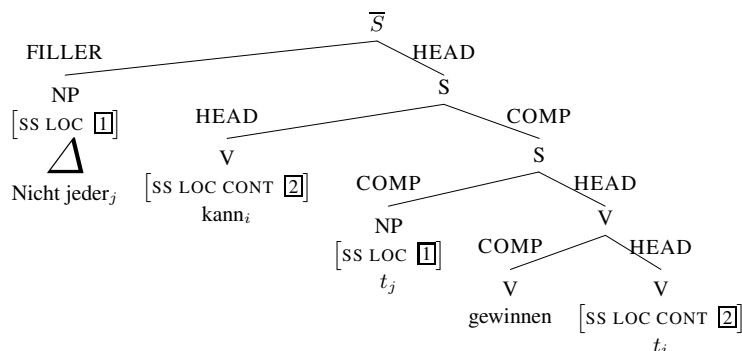 S̅
FILLER HEAD
NP S
[SS LOC 1] HEAD COMP
V S
Nicht jeder_j [SS LOC CONT 2] COMP HEAD
kann_i NP V
[SS LOC 1] COMP HEAD
t_j V V
gewinnen [SS LOC CONT 2]
t_i